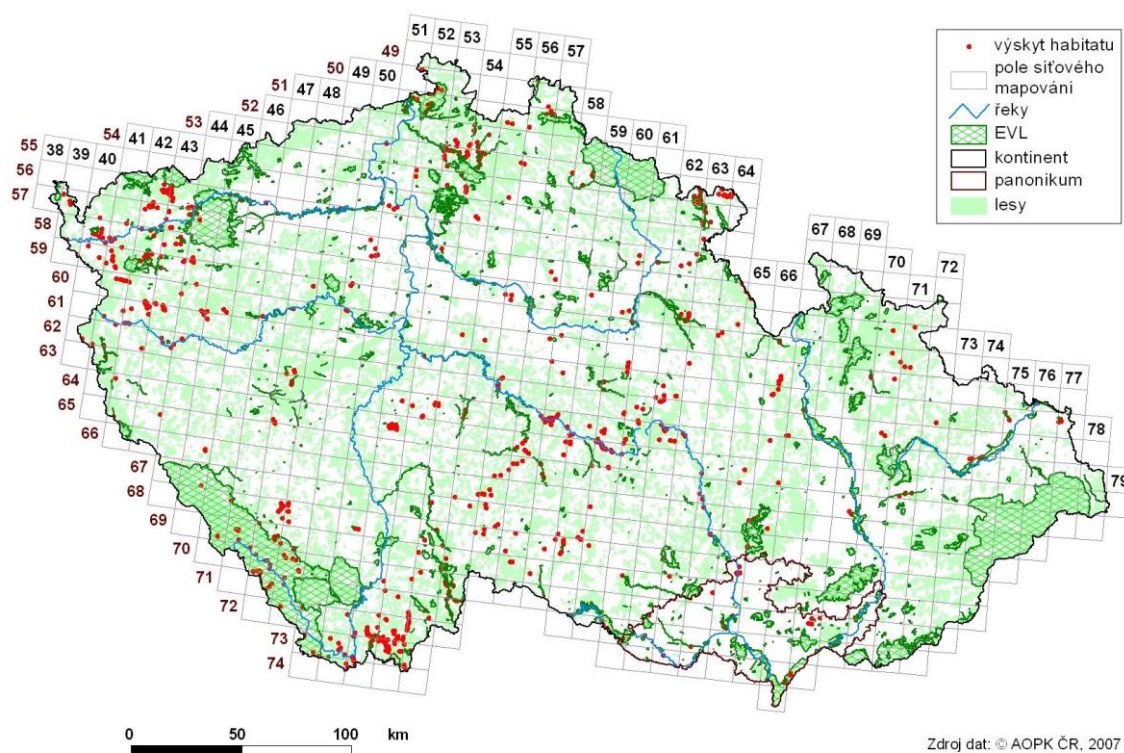 51 52 53
55 56 57
49
54
50
49 50
51
47 48
58
52
46
53
44 45
59 60 61
54
41 42 43
55
38 39 40
56
62 63 64
57
58
67 68 69
59
70
72
60
65 66
71
61
62
73 74
63
75 76 77
64
65
78
66
79
67
68
69
70
71
72
73
74
výskyt habitatu
pole síťového
mapování
řeky
EVL
kontinent
panonikum
lesy
0 50 100 km
Zdroj dat: © AOPK ČR, 2007